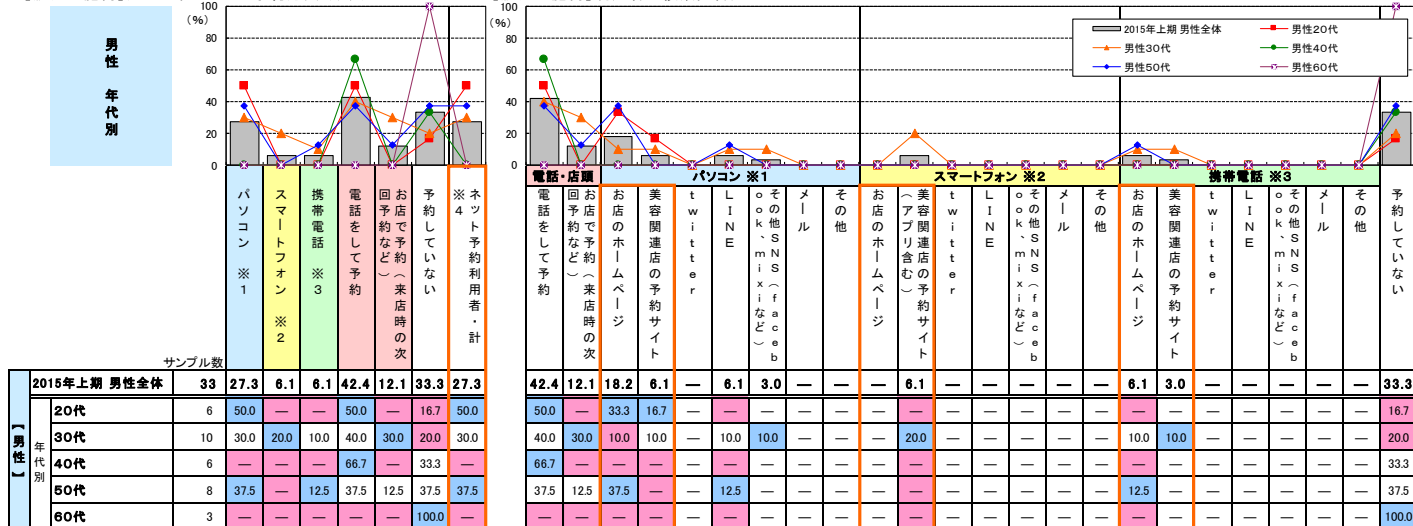 (%)
100
80
60
40
20
0
(%)
100
80
60
40
20
0
2015年上期 男性全体
男性20代
男性30代
男性40代
男性50代
男性60代
男性 年代別
パソコン ※1
スマートフォン ※2
携帯電話 ※3
電話をして予約
お店で予約(来店時の次回予約など)
予約していない
ネット予約利用者・計 ※4
電話・店頭
パソコン ※1
スマートフォン ※2
携帯電話 ※3
電話をして予約
お店で予約(来店時の次回予約など)
お店のホームページ
美容関連店の予約サイト
twitter
LINE
その他SNS(facebook、mixiなど)
メール
その他
お店のホームページ
美容関連店の予約サイト(アプリ含む)
twitter
LINE
その他SNS(facebook、mixiなど)
メール
その他
お店のホームページ
美容関連店の予約サイト
twitter
LINE
その他SNS(facebook、mixiなど)
メール
その他
予約していない
サンプル数
【男性】
年代別
2015年上期 男性全体 33 27.3 6.1 6.1 42.4 12.1 33.3 27.3 42.4 12.1 18.2 6.1 — 6.1 3.0 — — — 6.1 — — — — — 6.1 3.0 — — — — — 33.3
20代 6 50.0 — — 50.0 — 16.7 50.0 50.0 — 33.3 16.7 — — — — — — — — — — — — — — — — — — — 16.7
30代 10 30.0 20.0 10.0 40.0 30.0 20.0 30.0 40.0 30.0 10.0 10.0 — 10.0 10.0 — — — 20.0 — — — — — 10.0 10.0 — — — — — 20.0
40代 6 — — — 66.7 — 33.3 — 66.7 — — — — — — — — — — — — — — — — — — — — — — 33.3
50代 8 37.5 — 12.5 37.5 12.5 37.5 37.5 37.5 12.5 37.5 — — 12.5 — — — — — — — — — — 12.5 — — — — — — 37.5
60代 3 — — — — — 100.0 — — — — — — — — — — — — — — — — — — — — — — — — 100.0